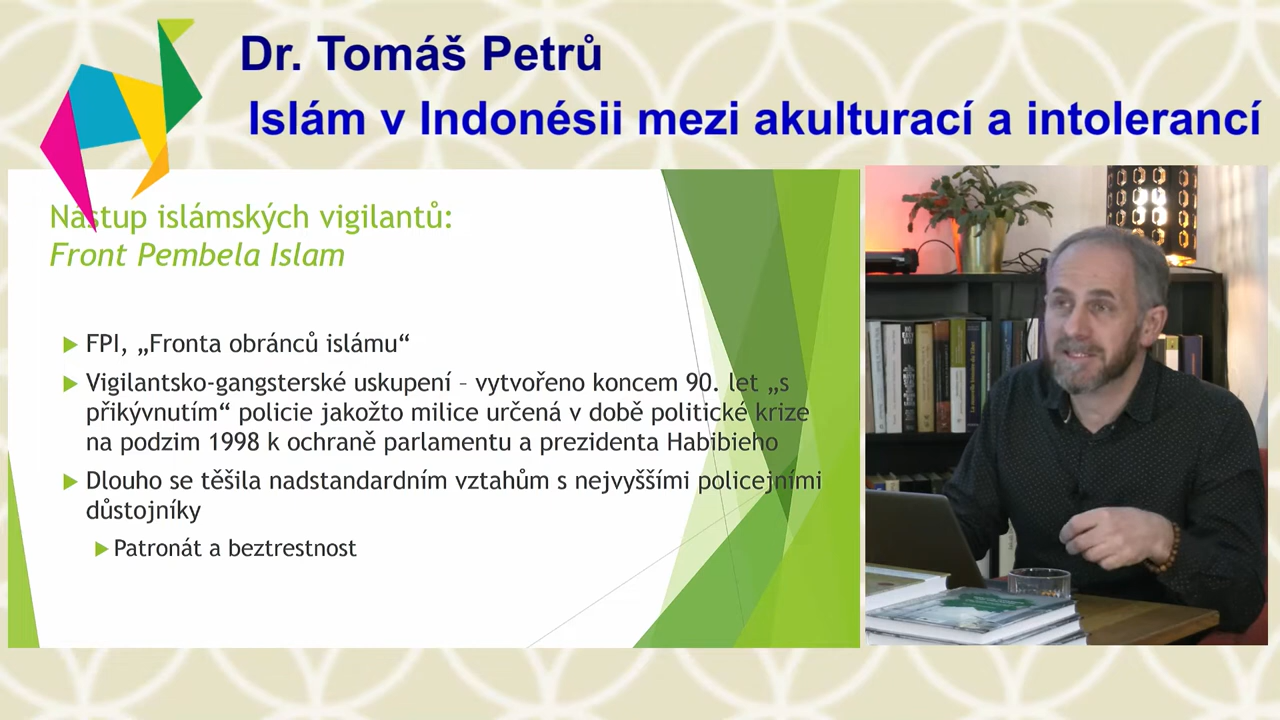 Dr. Tomáš Petrů
Islám v Indonésii mezi akulturací a intolerancí
Nástup islámských vigilantů:
Front Pembela Islam
FPI, „Fronta obránců islámu“
Vigilantsko-gangsterské uskupení – vytvořeno koncem 90. let „s
přikývnutím“ policie jakožto milice určená v době politické krize
na podzim 1998 k ochraně parlamentu a prezidenta Habibieho
Dlouho se těšila nadstandardním vztahům s nejvyššími policejními
důstojníky
Patronát a beztrestnost